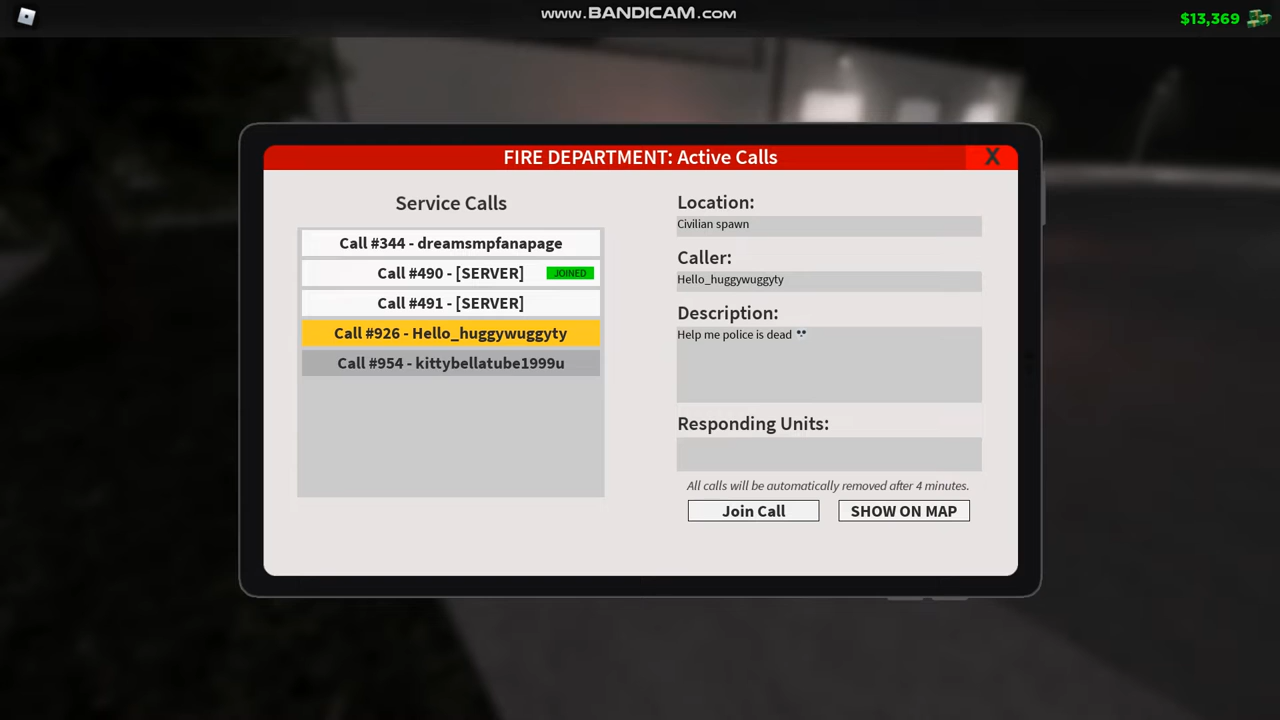 www.BANDICAM.com
$13,369
FIRE DEPARTMENT: Active Calls
X
Service Calls
Call #344 - dreamsmpfanapage
Call #490 - [SERVER]
JOINED
Call #491 - [SERVER]
Call #926 - Hello_huggywuggyty
Call #954 - kittybellatube1999u
Location:
Civilian spawn
Caller:
Hello_huggywuggyty
Description:
Help me police is dead 💀
Responding Units:
All calls will be automatically removed after 4 minutes.
Join Call
SHOW ON MAP